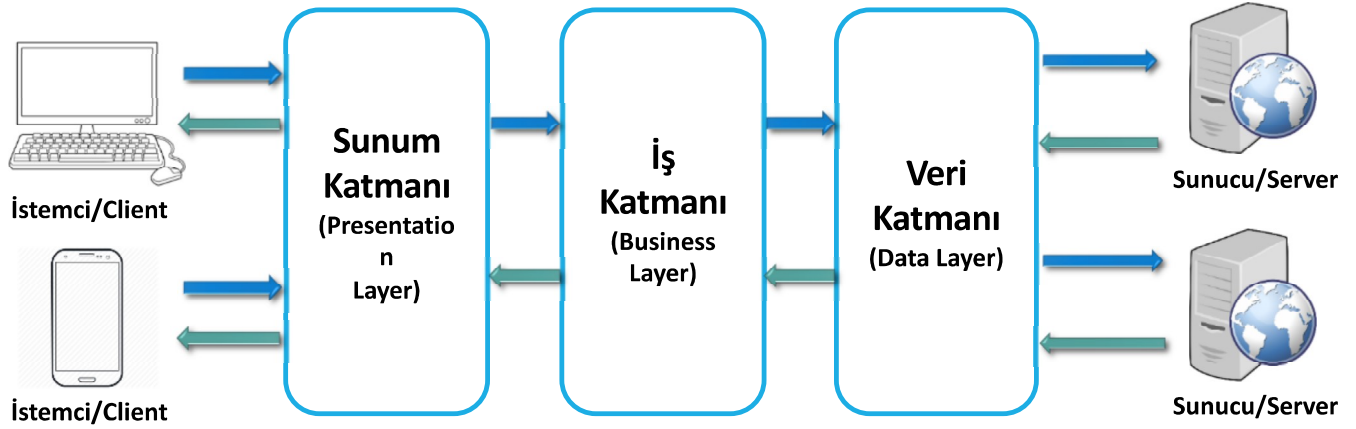 İstemci/Client
İstemci/Client
Sunum
Katmanı
(Presentatio
n
Layer)
İş
Katmanı
(Business
Layer)
Veri
Katmanı
(Data Layer)
Sunucu/Server
Sunucu/Server